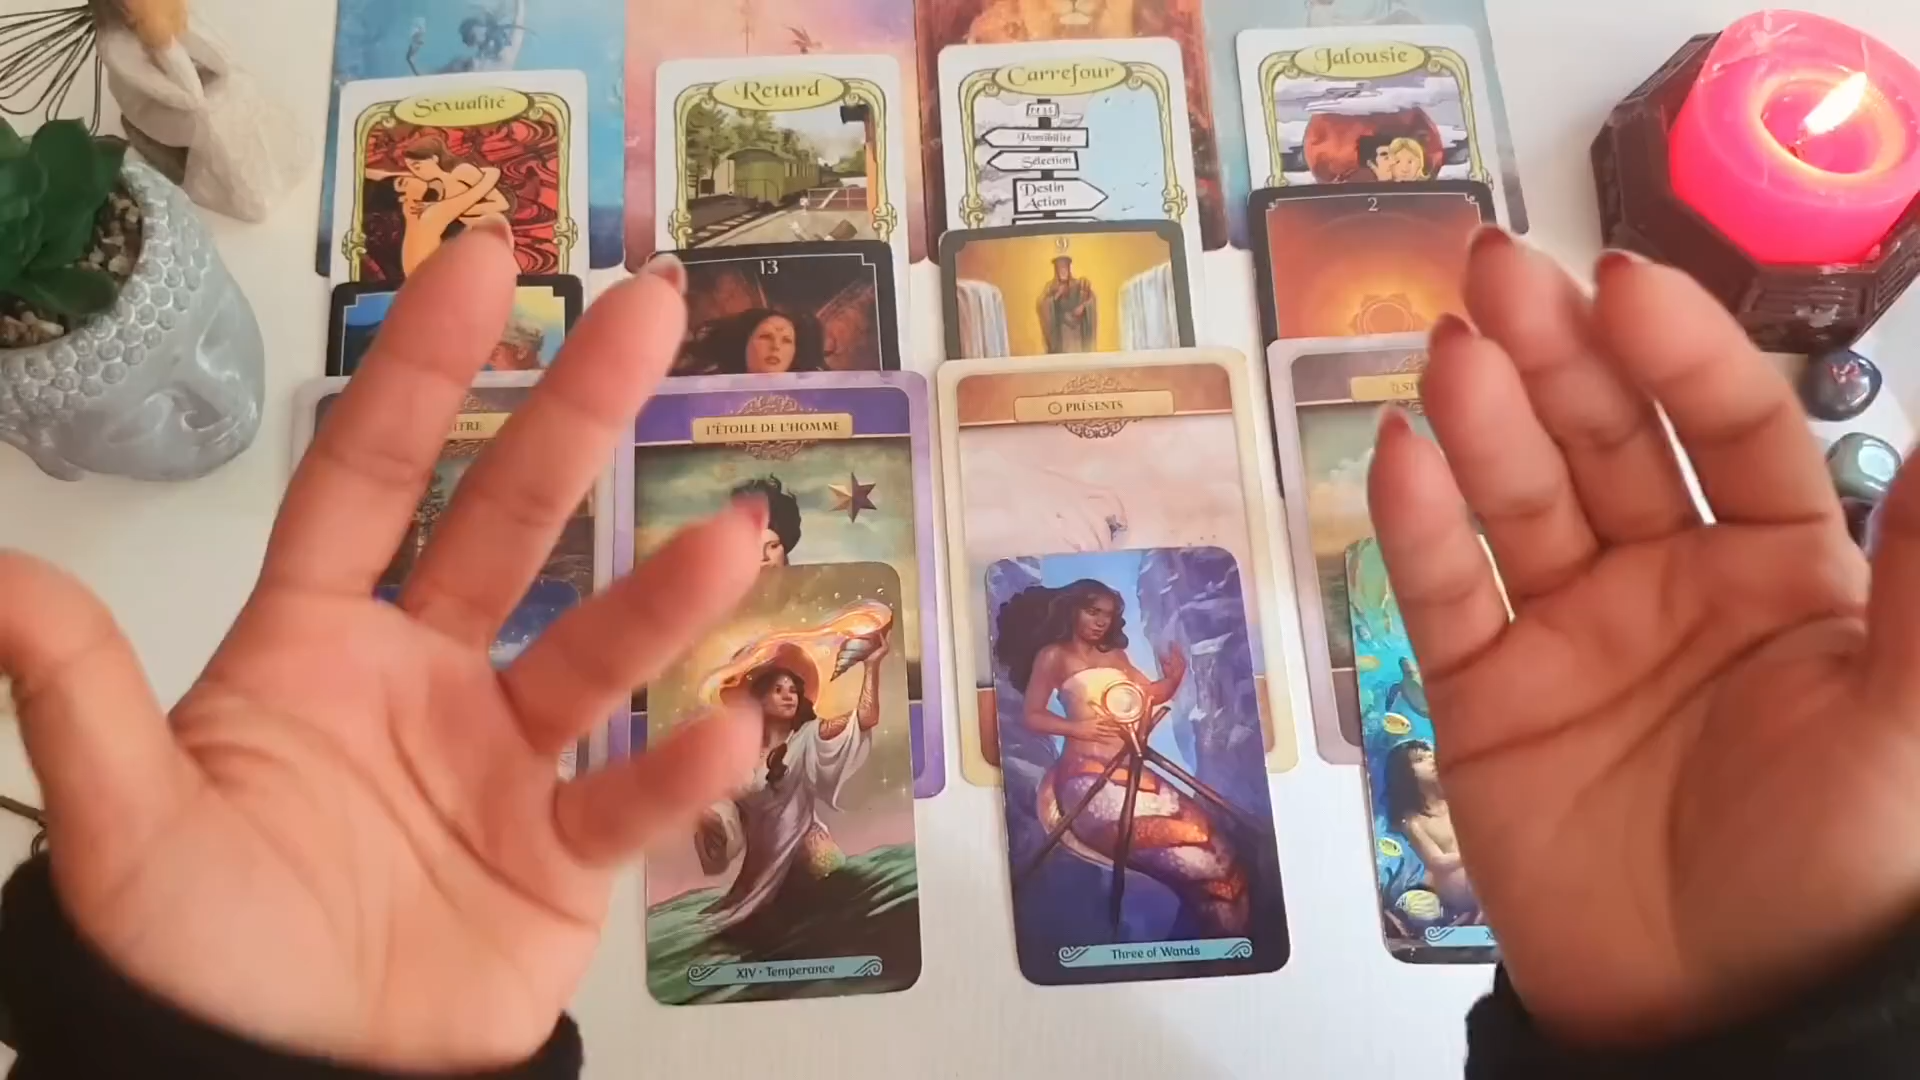 Sexualité
Retard
Carrefour
Possibilité
Sélection
Destin
Action
Jalousie
13
9
2
L'ÉTOILE DE L'HOMME
PRÉSENTS
XIV · Temperance
Three of Wands